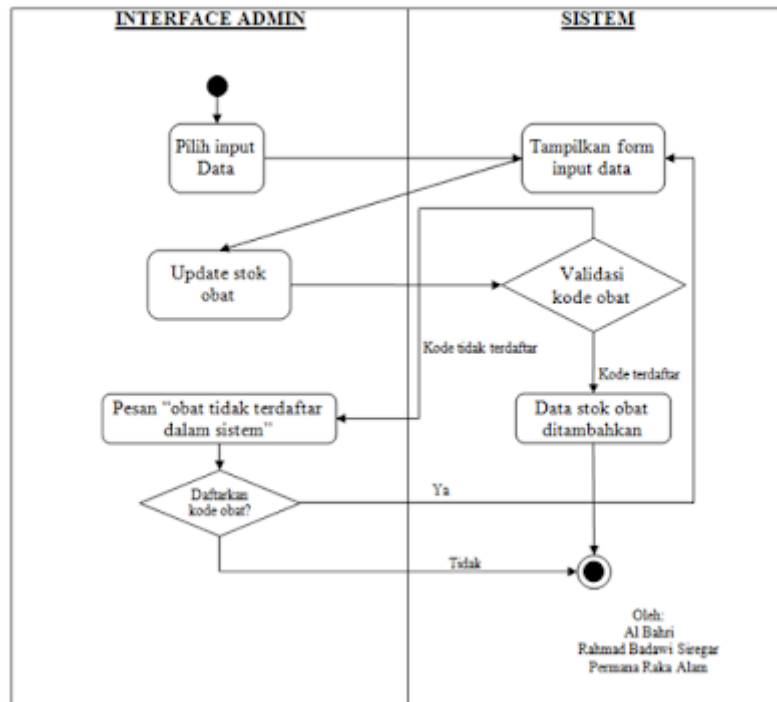 INTERFACE ADMIN
SISTEM
Pilih input
Data
Tampilkan form
input data
Update stok
obat
Validasi
kode obat
Kode tidak terdaftar
Kode terdaftar
Pesan “obat tidak terdaftar
dalam sistem”
Data stok obat
ditambahkan
Daftarkan
kode obat?
Ya
Tidak
Oleh:
Al Bahri
Rahmad Badawi Siregar
Permana Raka Alam